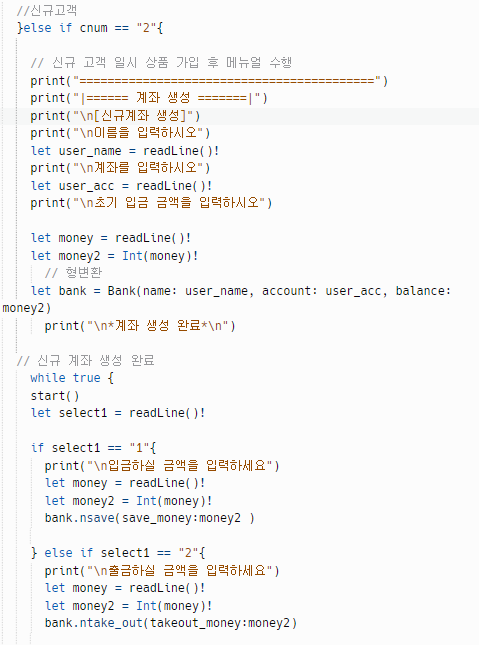 //신규고객
}else if cnum == "2"{
// 신규 고객 일시 상품 가입 후 메뉴얼 수행
print("==========================================")
print("|====== 계좌 생성 =======|")
print("\n[신규계좌 생성]")
print("\n이름을 입력하시오")
let user_name = readLine()!
print("\n계좌를 입력하시오")
let user_acc = readLine()!
print("\n초기 입금 금액을 입력하시오")
let money = readLine()!
let money2 = Int(money)!
// 형변환
let bank = Bank(name: user_name, account: user_acc, balance:
money2)
print("\n*계좌 생성 완료*\n")
// 신규 계좌 생성 완료
while true {
start()
let select1 = readLine()!
if select1 == "1"{
print("\n입금하실 금액을 입력하세요")
let money = readLine()!
let money2 = Int(money)!
bank.nsave(save_money:money2 )
} else if select1 == "2"{
print("\n출금하실 금액을 입력하세요")
let money = readLine()!
let money2 = Int(money)!
bank.ntake_out(takeout_money:money2)